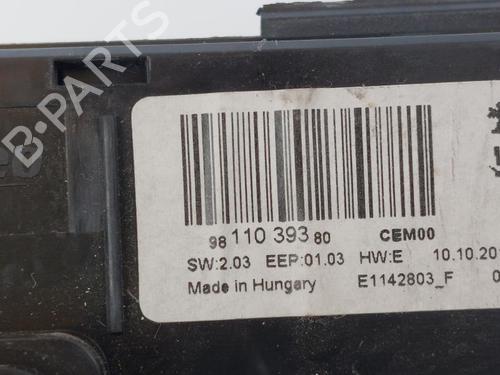 B-PARTS
98 110 393 80 CEM00
SW:2.03 EEP:01.03 HW:E 10.10.20
Made in Hungary E1142803_F